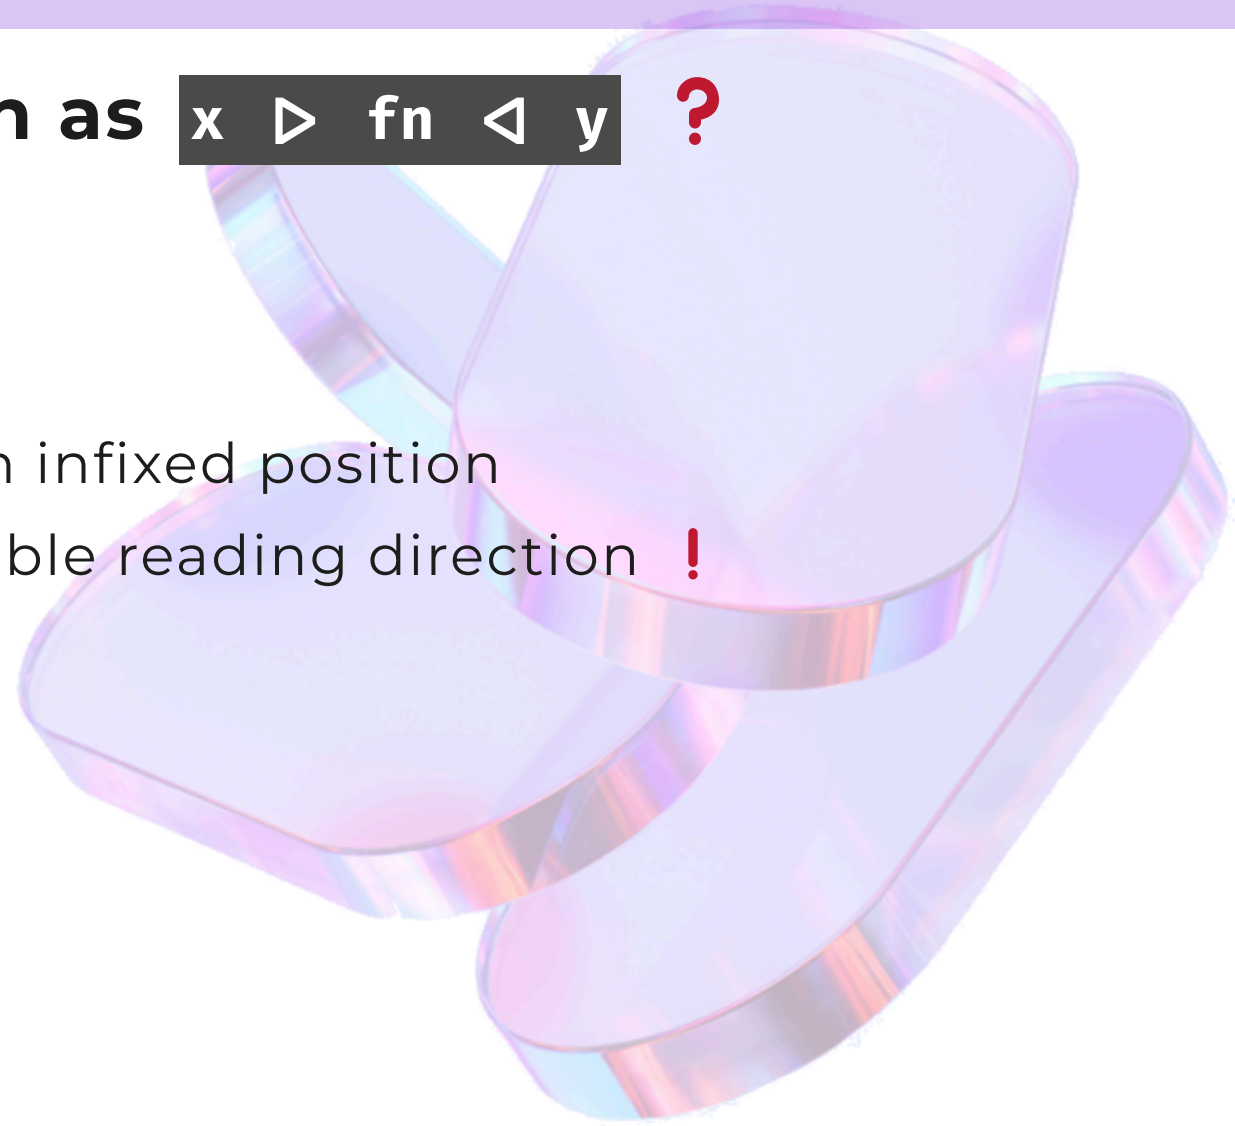 n as x ▷ fn ◁ y ?
n infixed position
ble reading direction !